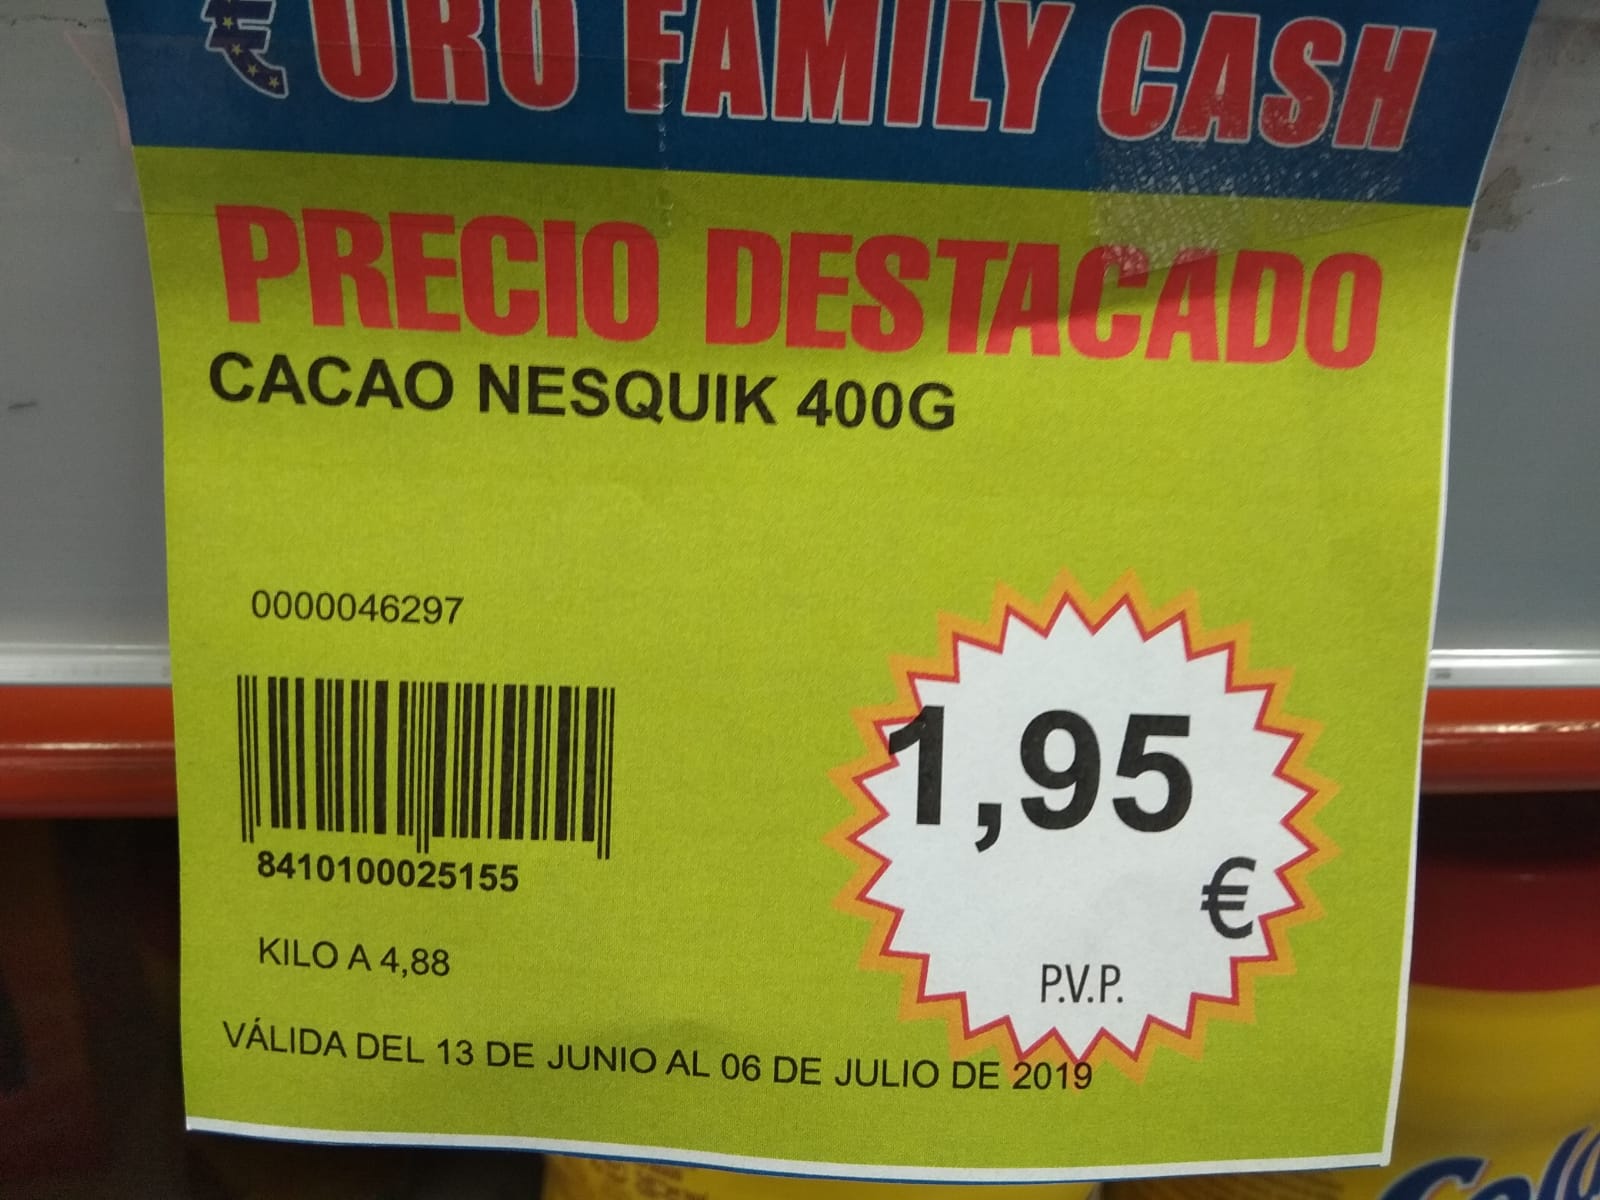 €URO FAMILY CASH
PRECIO DESTACADO
CACAO NESQUIK 400G
0000046297
8410100025155
KILO A 4,88
1,95
€
P.V.P.
VÁLIDA DEL 13 DE JUNIO AL 06 DE JULIO DE 2019